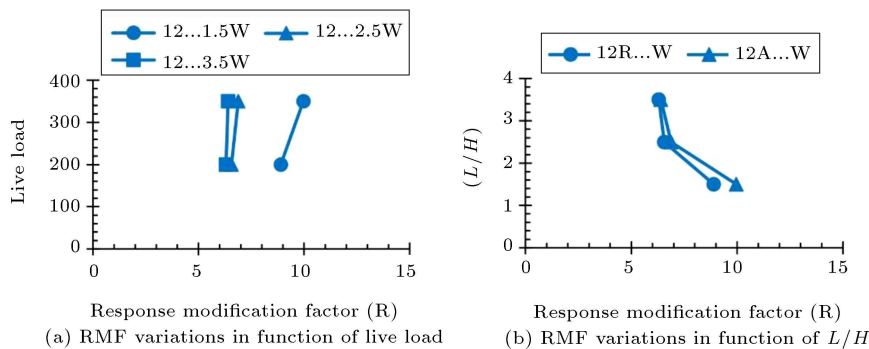 12...1.5W 12...2.5W
12...3.5W
400
300
200
100
0
0 5 10 15
Live load
Response modification factor (R)
(a) RMF variations in function of live load
12R...W 12A...W
4
3
2
1
0
0 5 10 15
(L/H)
Response modification factor (R)
(b) RMF variations in function of L/H